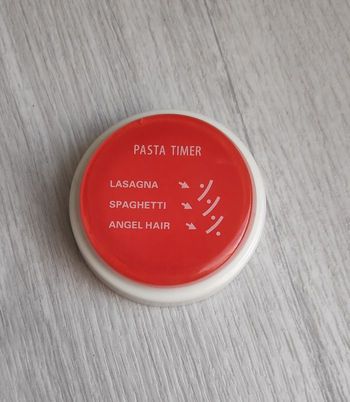 PASTA TIMER
LASAGNA
SPAGHETTI
ANGEL HAIR